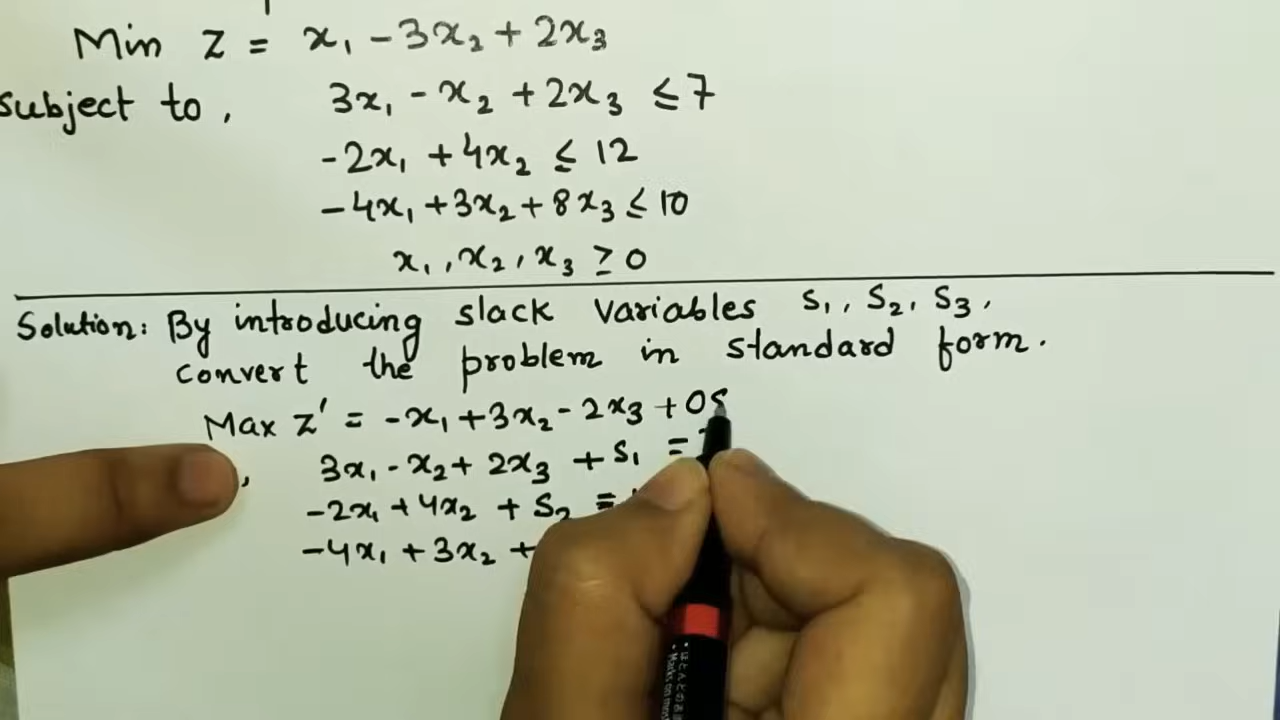 Min Z = x₁ - 3x₂ + 2x₃
subject to, 3x₁ - x₂ + 2x₃ ≤ 7
-2x₁ + 4x₂ ≤ 12
-4x₁ + 3x₂ + 8x₃ ≤ 10
x₁, x₂, x₃ ≥ 0
Solution: By introducing slack variables S₁, S₂, S₃,
convert the problem in standard form.
Max Z' = -x₁ + 3x₂ - 2x₃ + 0S
3x₁ - x₂ + 2x₃ + S₁ =
-2x₁ + 4x₂ + S₂ =
-4x₁ + 3x₂ +